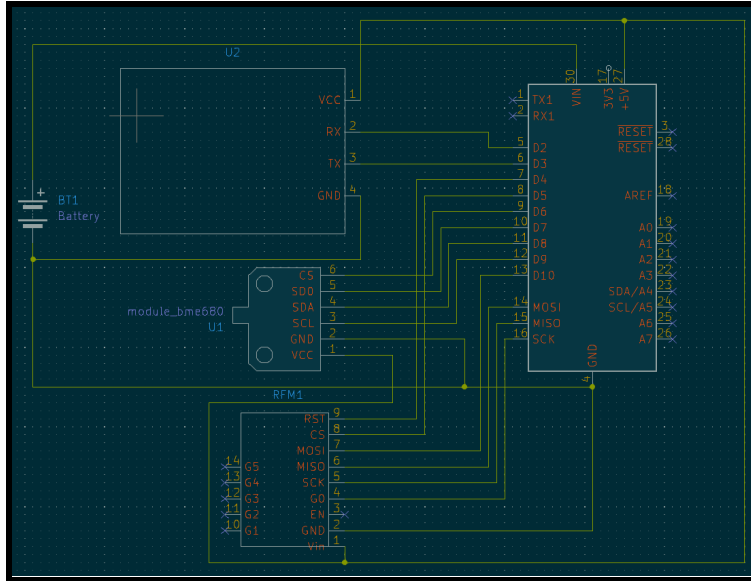 U2
VCC 1
RX 2
TX 3
GND 4
+
BT1
Battery
30 17 27
VIN 3V3 +5V
1 TX1
2 RX1
RESET 3
RESET 28
5 D2
6 D3
7 D4
8 D5
AREF 18
9 D6
10 D7
A0 19
11 D8
A1 20
12 D9
A2 21
13 D10
A3 22
SDA/A4 23
14 MOSI
SCL/A5 24
15 MISO
A6 25
16 SCK
A7 26
GND
4
module_bme680
U1
CS 6
SDO 5
SDA 4
SCL 3
GND 2
VCC 1
RFM1
RST 9
CS 8
MOSI 7
14 G5
MISO 6
13 G4
SCK 5
12 G3
G0 4
11 G2
EN 3
10 G1
GND 2
Vin 1